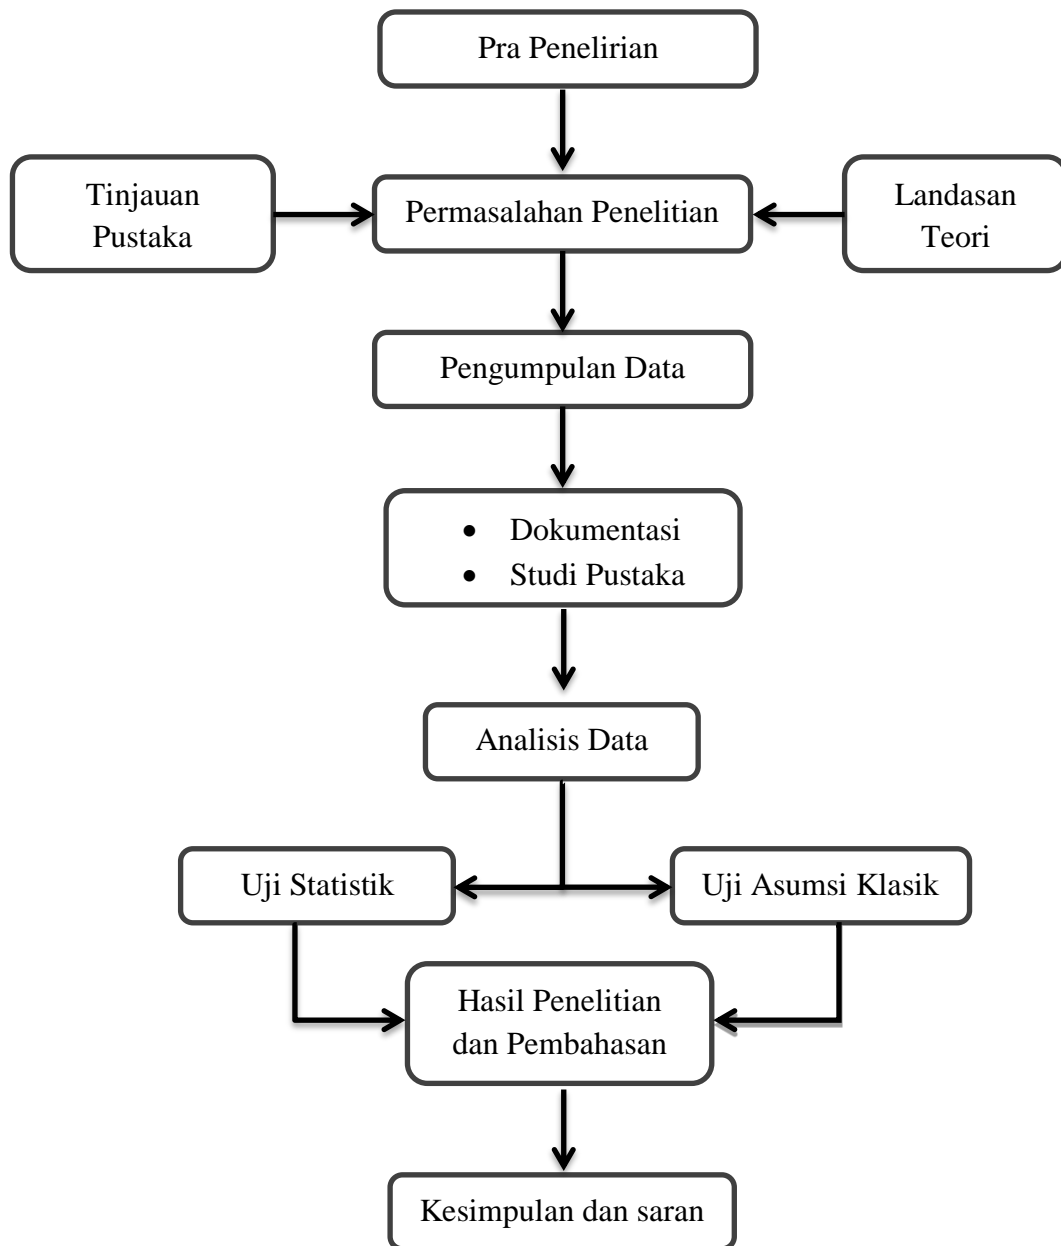 Pra Penelirian
Tinjauan
Pustaka
Permasalahan Penelitian
Landasan
Teori
Pengumpulan Data
• Dokumentasi
• Studi Pustaka
Analisis Data
Uji Statistik
Uji Asumsi Klasik
Hasil Penelitian
dan Pembahasan
Kesimpulan dan saran